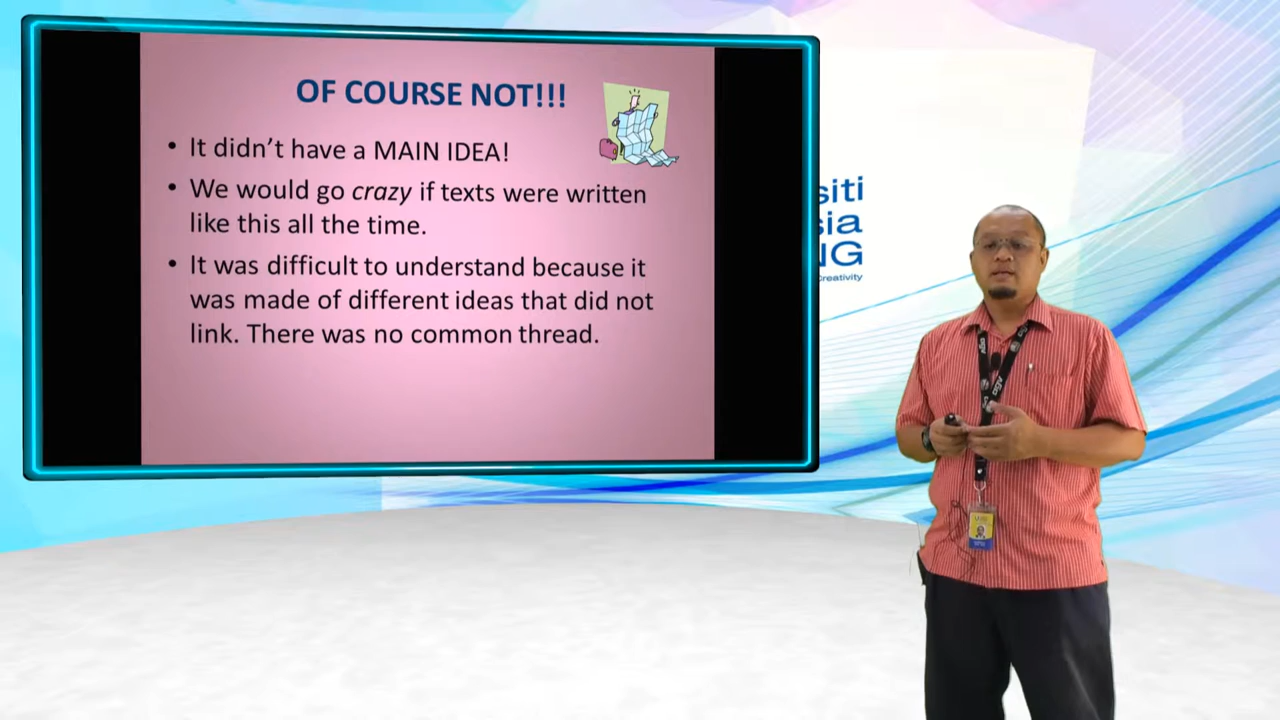 OF COURSE NOT!!!
• It didn't have a MAIN IDEA!
• We would go crazy if texts were written
like this all the time.
• It was difficult to understand because it
was made of different ideas that did not
link. There was no common thread.
siti
sia
NG
Creativity